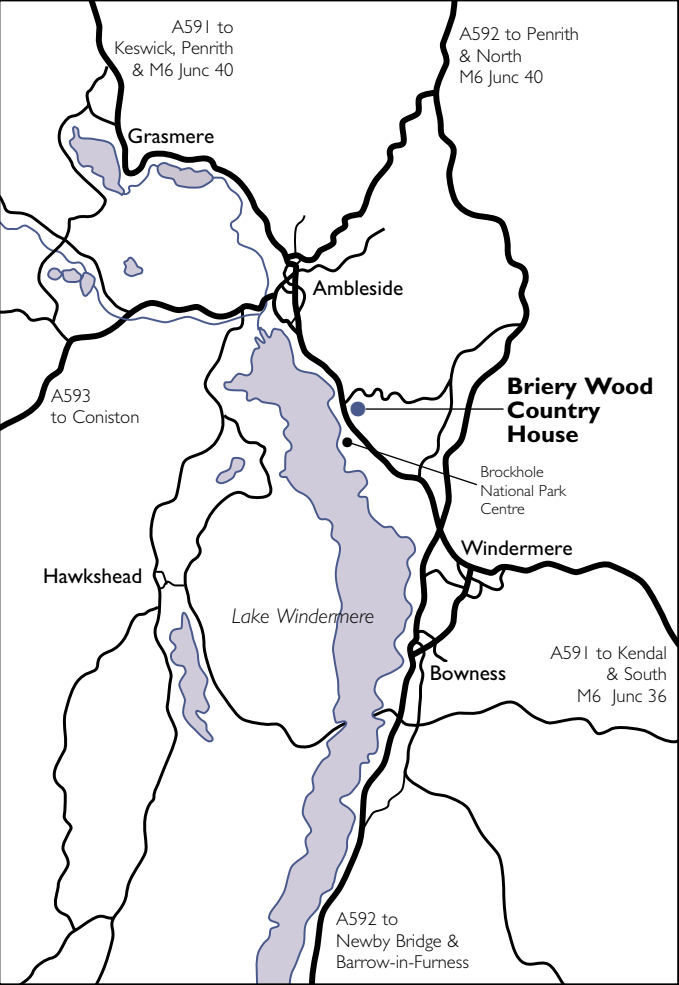 A591 to
Keswick, Penrith
& M6 Junc 40
A592 to Penrith
& North
M6 Junc 40
Grasmere
Ambleside
A593
to Coniston
Briery Wood
Country
House
Brockhole
National Park
Centre
Windermere
Hawkshead
Lake Windermere
A591 to Kendal
& South
M6 Junc 36
Bowness
A592 to
Newby Bridge &
Barrow-in-Furness